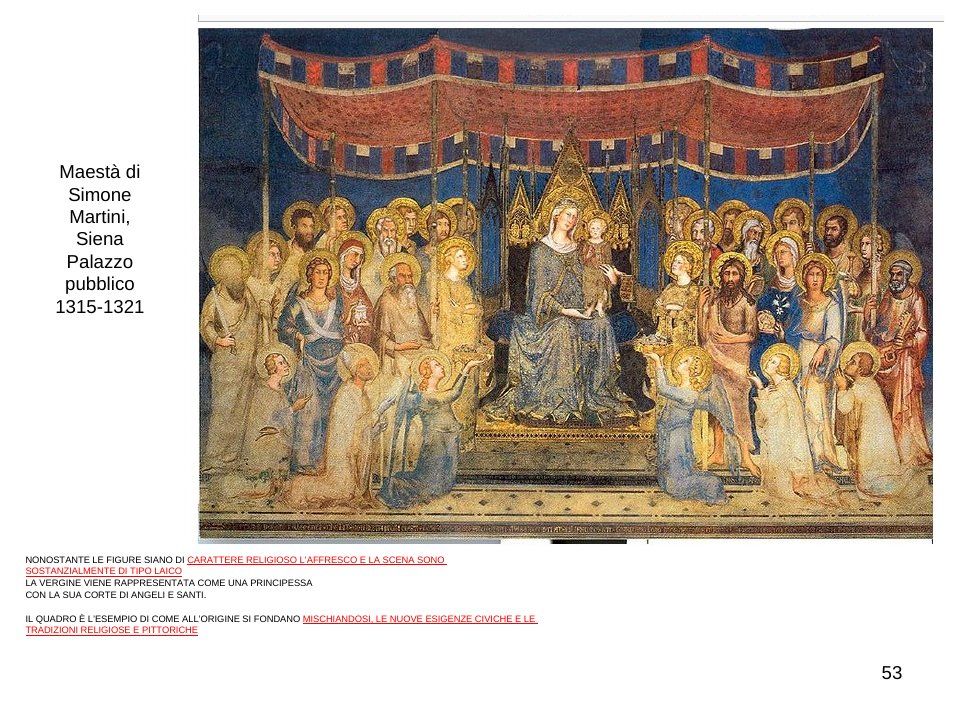 Maestà di
Simone
Martini,
Siena
Palazzo
pubblico
1315-1321
NONOSTANTE LE FIGURE SIANO DI CARATTERE RELIGIOSO L'AFFRESCO E LA SCENA SONO
SOSTANZIALMENTE DI TIPO LAICO
LA VERGINE VIENE RAPPRESENTATA COME UNA PRINCIPESSA
CON LA SUA CORTE DI ANGELI E SANTI.
IL QUADRO È L'ESEMPIO DI COME ALL'ORIGINE SI FONDANO MISCHIANDOSI, LE NUOVE ESIGENZE CIVICHE E LE
TRADIZIONI RELIGIOSE E PITTORICHE
53